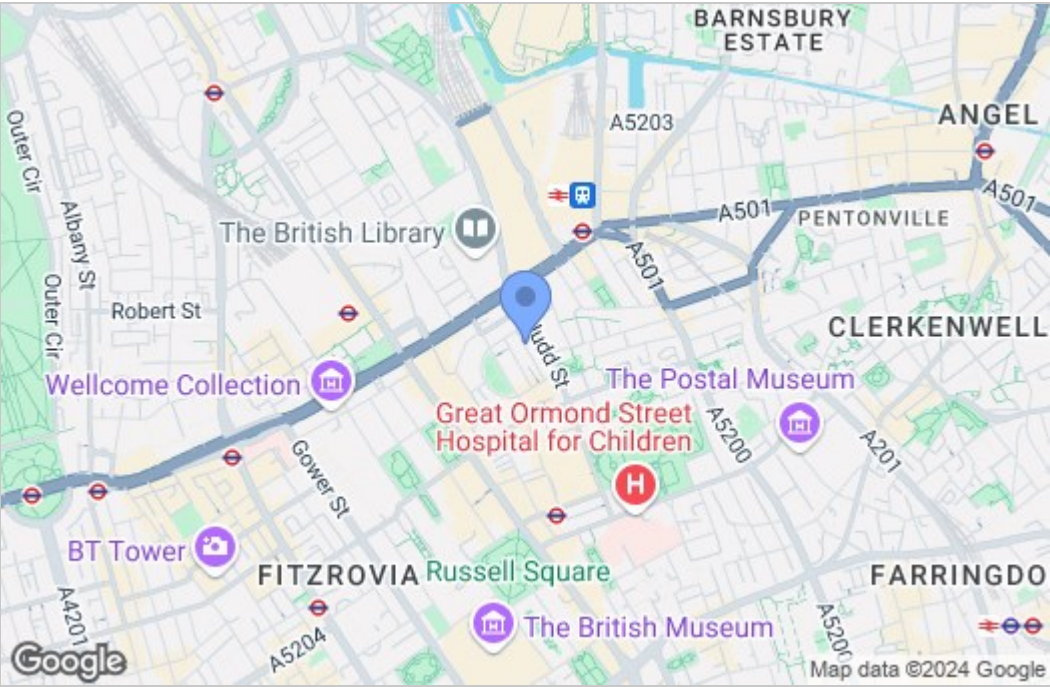 BARNSBURY
ESTATE
A5203
ANGEL
Outer Cir
Albany St
The British Library
A501
A501
PENTONVILLE
A501
Outer Cir
Robert St
Judd St
CLERKENWELL
Wellcome Collection
The Postal Museum
Great Ormond Street
Hospital for Children
H
A5200
A201
Gower St
BT Tower
FITZROVIA
Russell Square
FARRINGDO
A4201
A5204
The British Museum
A5200
Google
Map data ©2024 Google